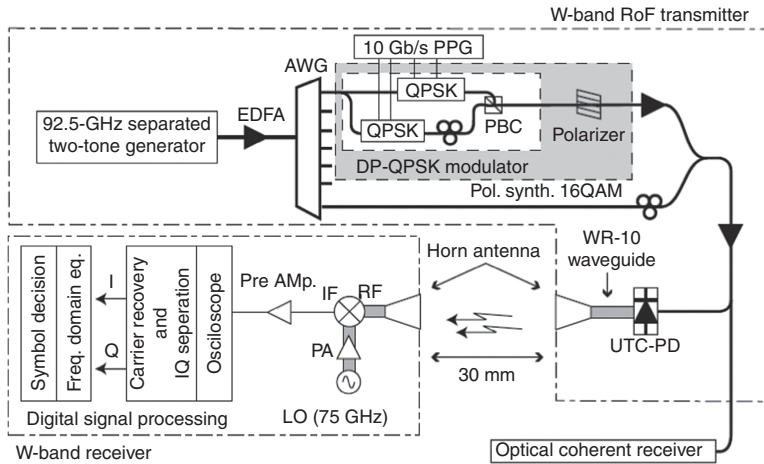 W-band RoF transmitter
10 Gb/s PPG
AWG
QPSK
EDFA
92.5-GHz separated
two-tone generator
QPSK
PBC
Polarizer
DP-QPSK modulator
Pol. synth. 16QAM
Horn antenna
WR-10
waveguide
Symbol decision
Freq. domain eq.
I
Q
Carrier recovery
and
IQ seperation
Osciloscope
Pre AMp.
IF
RF
PA
LO (75 GHz)
30 mm
UTC-PD
Digital signal processing
W-band receiver
Optical coherent receiver